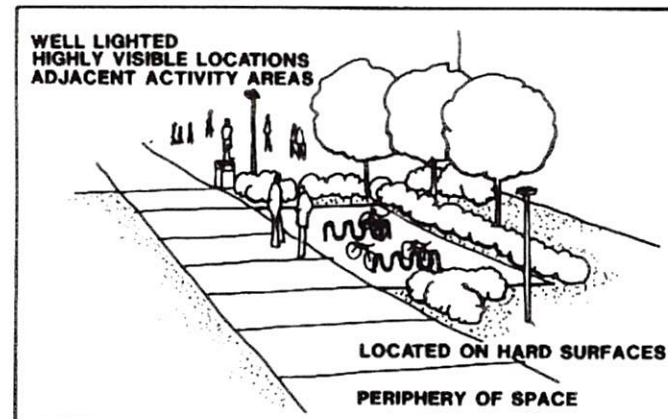 WELL LIGHTED
HIGHLY VISIBLE LOCATIONS
ADJACENT ACTIVITY AREAS
LOCATED ON HARD SURFACES
PERIPHERY OF SPACE